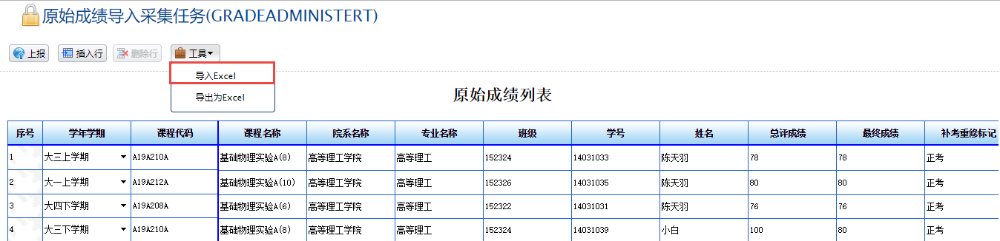 原始成绩导入采集任务(GRADEADMINISTERT)
上报 插入行 删除行 工具
导入Excel
导出为Excel
原始成绩列表
序号 学年学期 课程代码 课程名称 院系名称 专业名称 班级 学号 姓名 总评成绩 最终成绩 补考重修标记
1 大三上学期 A19A210A 基础物理实验A(8) 高等理工学院 高等理工 152324 14031033 陈天羽 78 78 正考
2 大一上学期 A19A212A 基础物理实验A(10) 高等理工学院 高等理工 152326 14031035 陈天羽 80 80 正考
3 大四下学期 A19A208A 基础物理实验A(6) 高等理工学院 高等理工 152322 14031031 陈天羽 76 76 正考
4 大三下学期 A19A210A 基础物理实验A(8) 高等理工学院 高等理工 152324 14031039 小白 100 80 正考